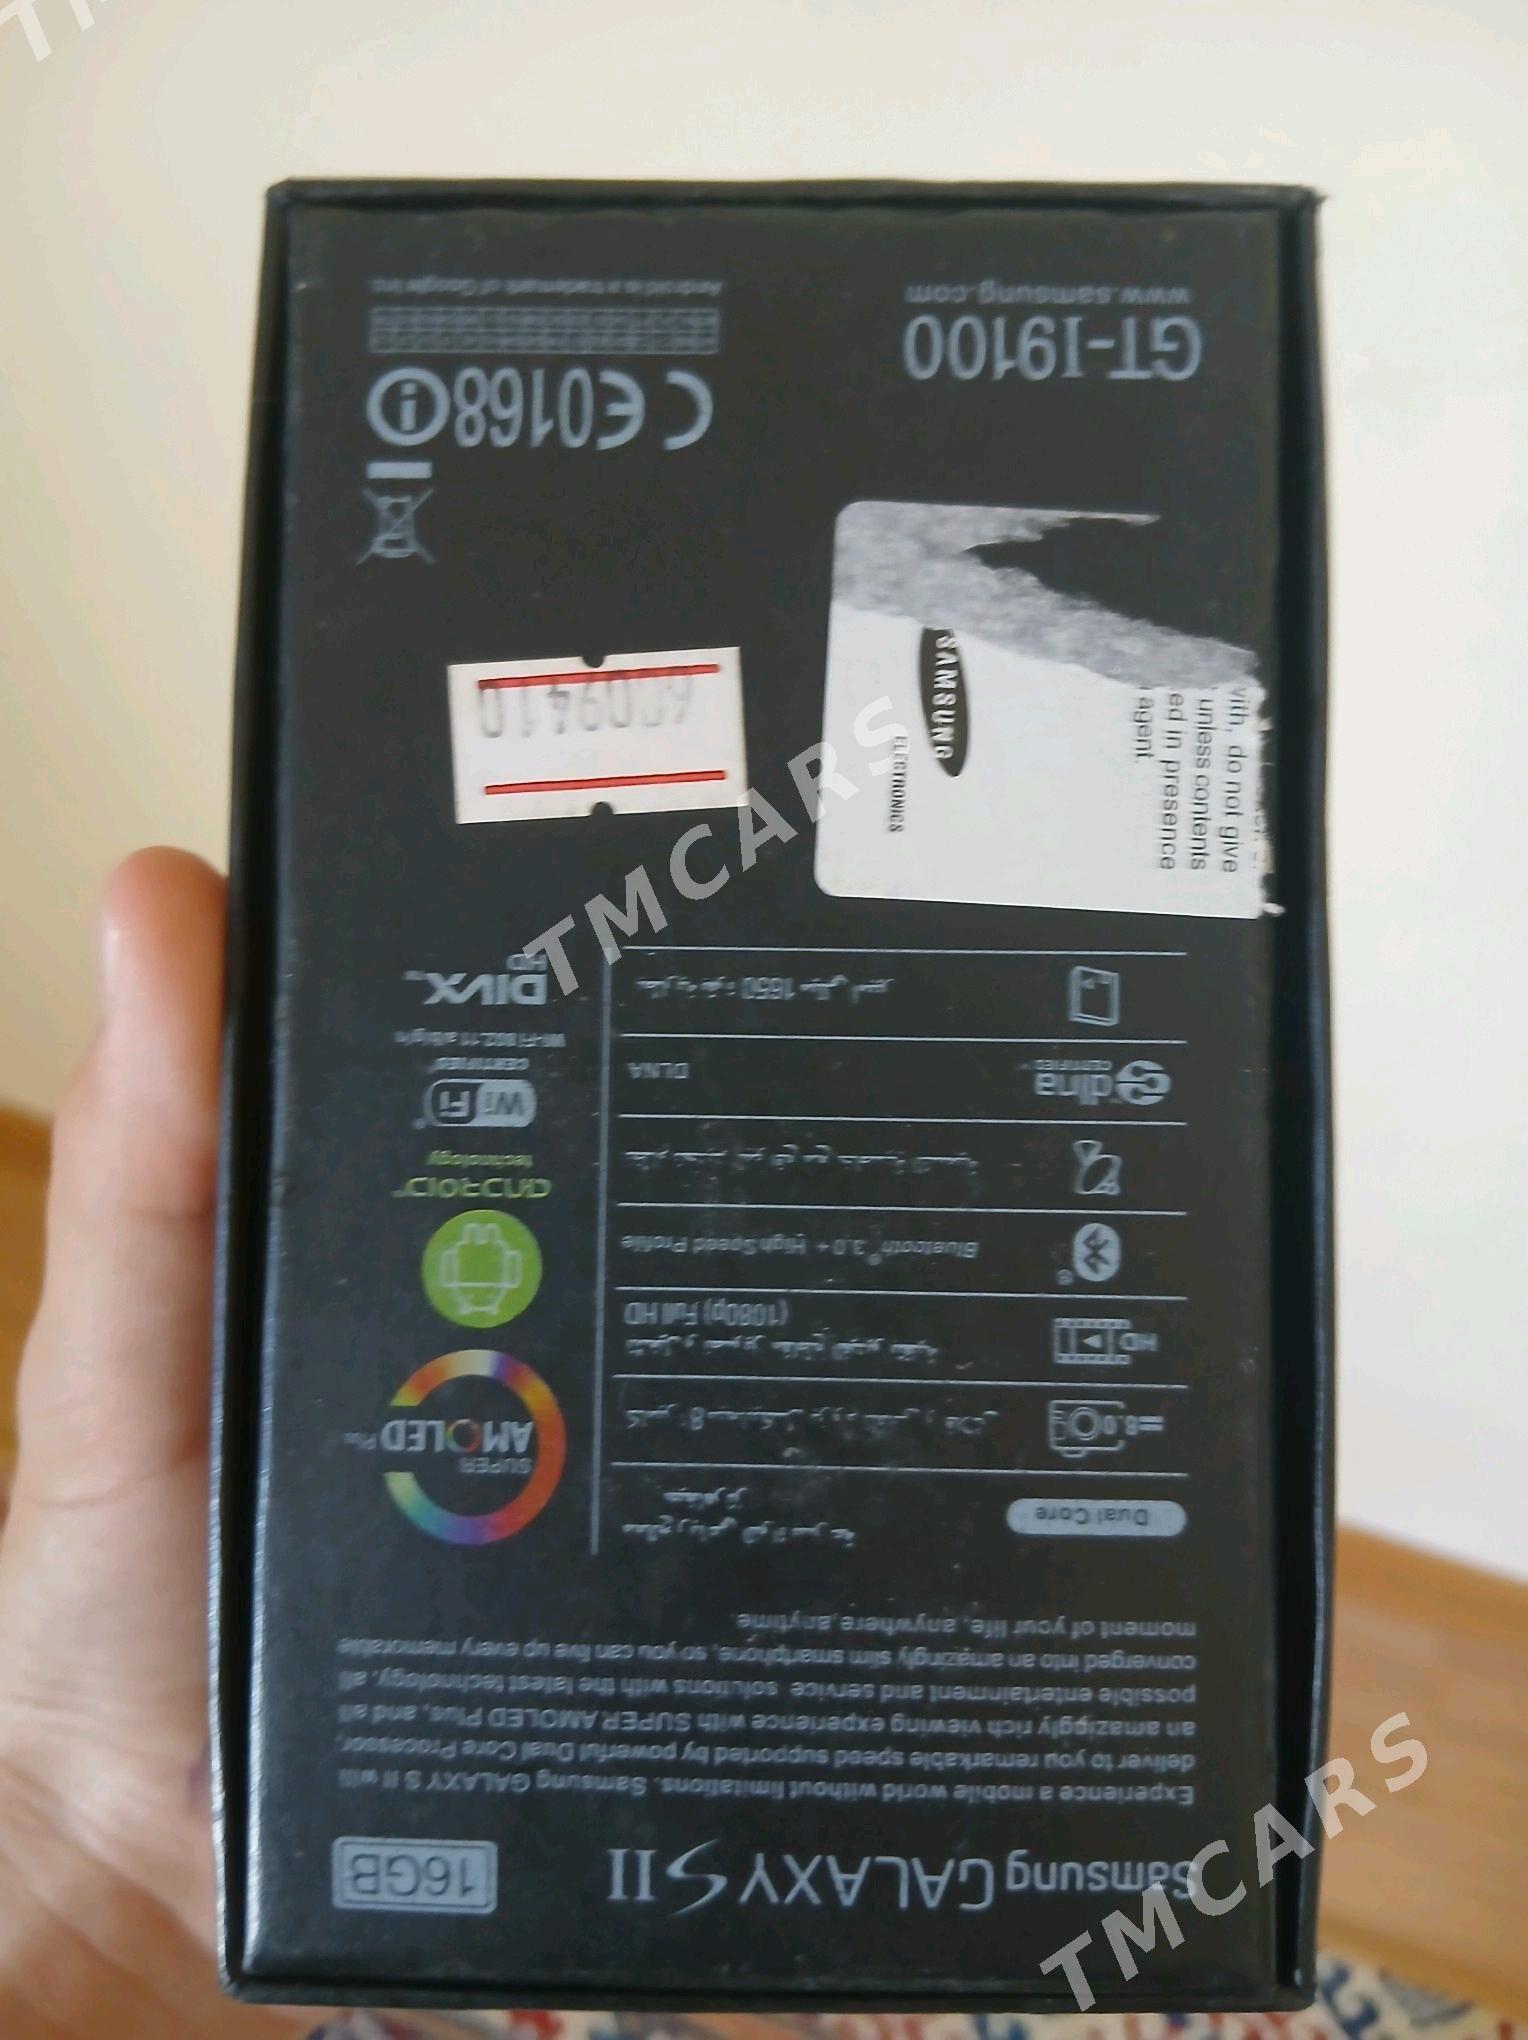 Samsung GALAXY S II
16GB
Experience a mobile world without limitations. Samsung GALAXY S II will
deliver to you remarkable speed supported by powerful Dual Core Processor,
an amazingly rich viewing experience with SUPER AMOLED Plus, and all
possible entertainment and service solutions with the latest technology, all
converged into an amazingly slim smartphone, so you can live up every memorable
moment of your life, anywhere, anytime.
Dual Core
SUPER
AMOLED Plus
8.0
8
HD
(1080p) Full HD
Bluetooth® 3.0 + High Speed Profile
ANDROID™
technology
Wi Fi
CERTIFIED
Wi-Fi 802.11 a/b/g/n
dlna
CERTIFIED
DLNA
1650
DIVX™
HD
SAMSUNG
ELECTRONICS
with, do not give
unless contents
ed in presence
agent
6009410
CE0168
GT-I9100
www.samsung.com
Android is a trademark of Google Inc.
TMCARS
TMCARS